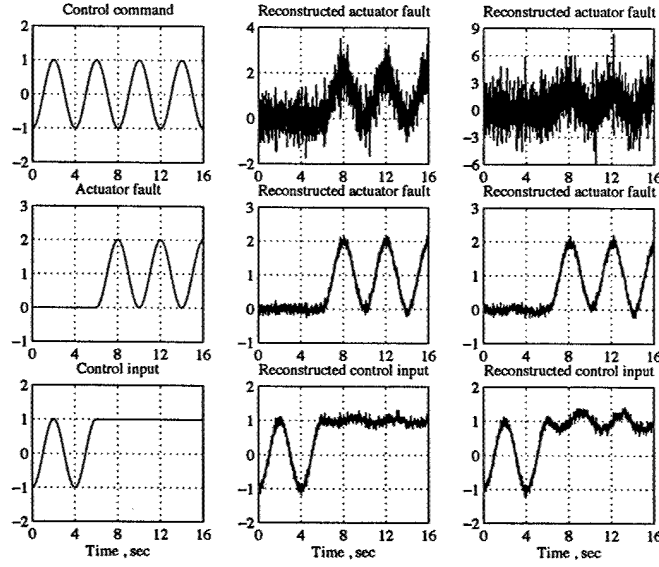 Control command
Reconstructed actuator fault
Reconstructed actuator fault
2
1
0
−1
−2
0 4 8 12 16
4
2
0
−2
0 4 8 12 16
9
6
3
0
−3
−6
0 4 8 12 16
Actuator fault
Reconstructed actuator fault
Reconstructed actuator fault
3
2
1
0
−1
0 4 8 12 16
3
2
1
0
−1
0 4 8 12 16
3
2
1
0
−1
0 4 8 12 16
Control input
Reconstructed control input
Reconstructed control input
2
1
0
−1
−2
0 4 8 12 16
Time , sec
2
1
0
−1
−2
0 4 8 12 16
Time , sec
2
1
0
−1
−2
0 4 8 12 16
Time , sec